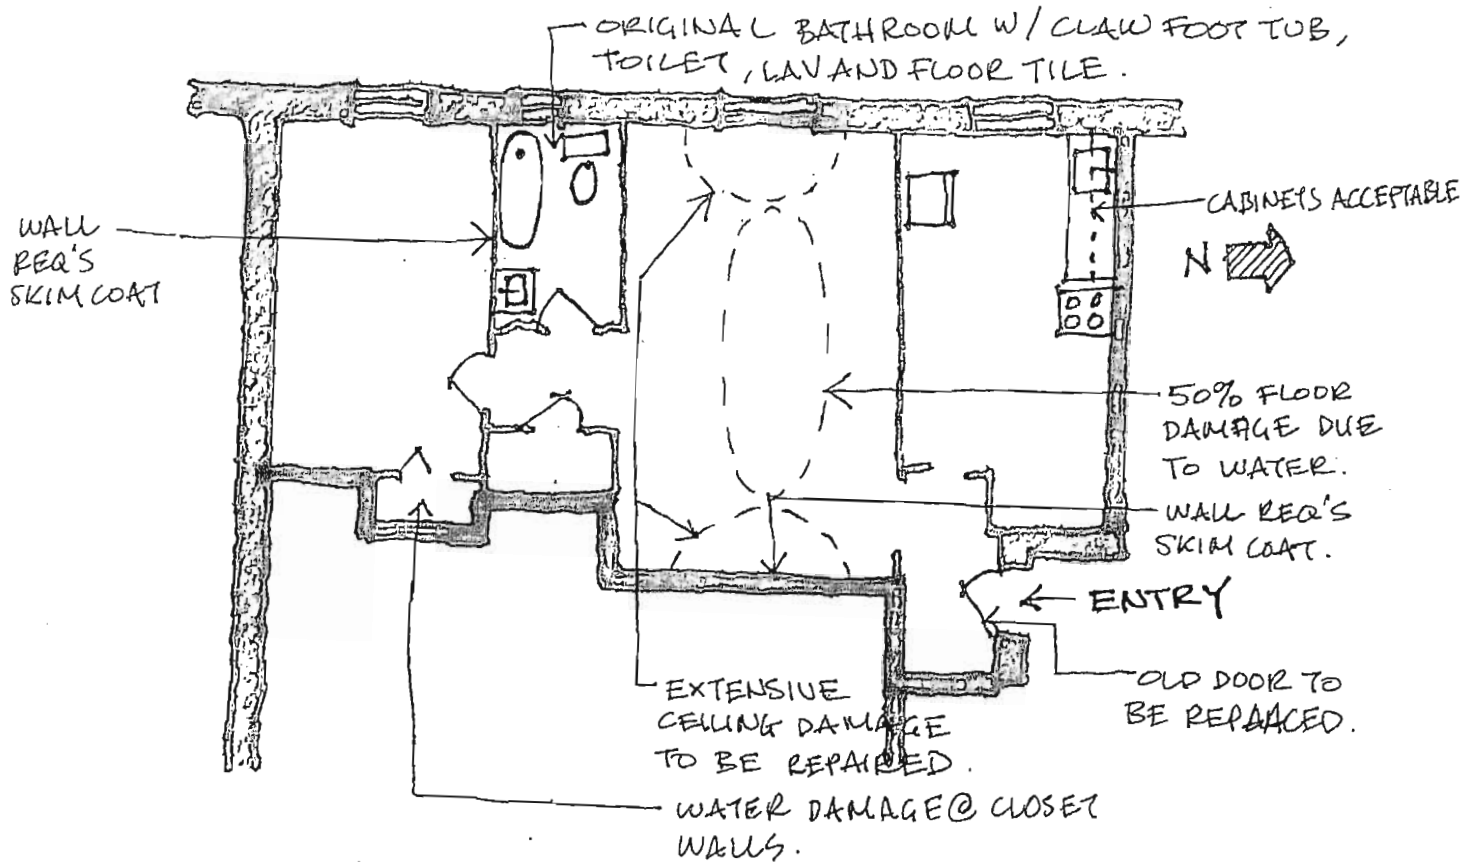 ORIGINAL BATHROOM W/ CLAW FOOT TUB,
TOILET, LAV AND FLOOR TILE.
WALL
REQ'S
SKIM COAT
CABINETS ACCEPTABLE
N
50% FLOOR
DAMAGE DUE
TO WATER.
WALL REQ'S
SKIM COAT.
ENTRY
OLD DOOR TO
BE REPLACED.
EXTENSIVE
CEILING DAMAGE
TO BE REPAIRED.
WATER DAMAGE @ CLOSET
WALLS.